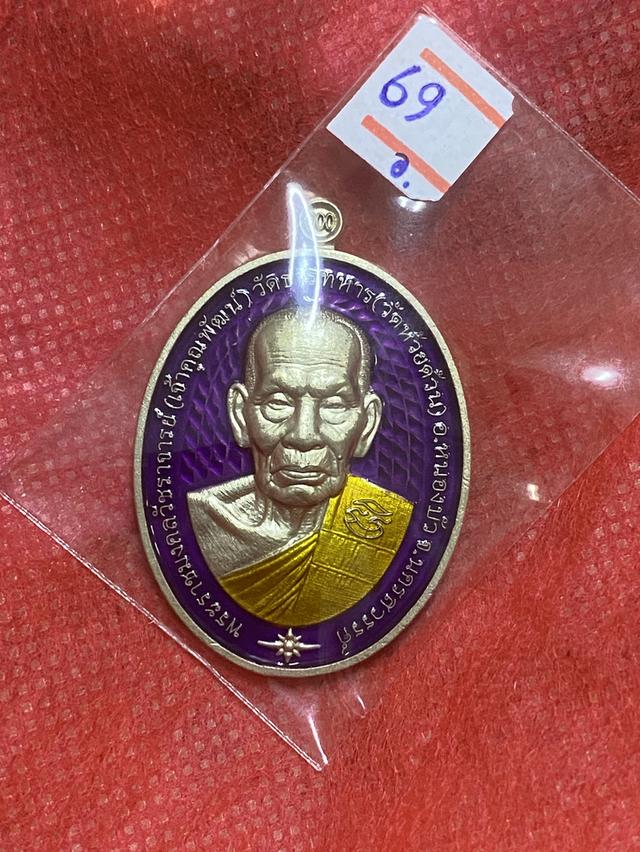 69
อ.
พระราชมงคลวัชราจารย์ (เจ้าคุณพัฒน์) วัดธารทหาร (วัดห้วยด้วน) อ.หนองบัว จ.นครสวรรค์